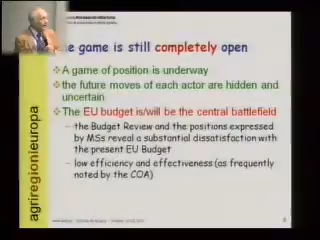 e game is still completely open
A game of position is underway
the future moves of each actor are hidden and
uncertain
The EU budget is/will be the central battlefield
– the Budget Review and the positions expressed
by MSs reveal a substantial dissatisfaction with
the present EU Budget
– low efficiency and effectiveness (as frequently
noted by the COA)
agriregionieuropa